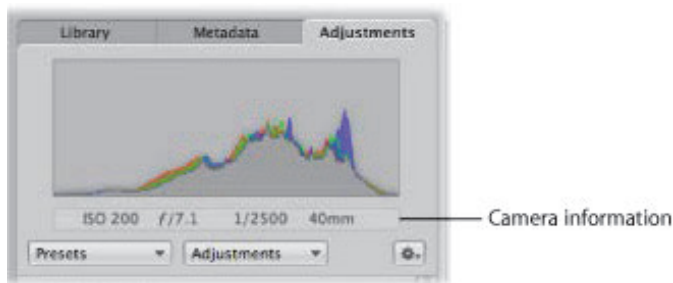 Library Metadata Adjustments
ISO 200 ƒ/7.1 1/2500 40mm
Camera information
Presets Adjustments